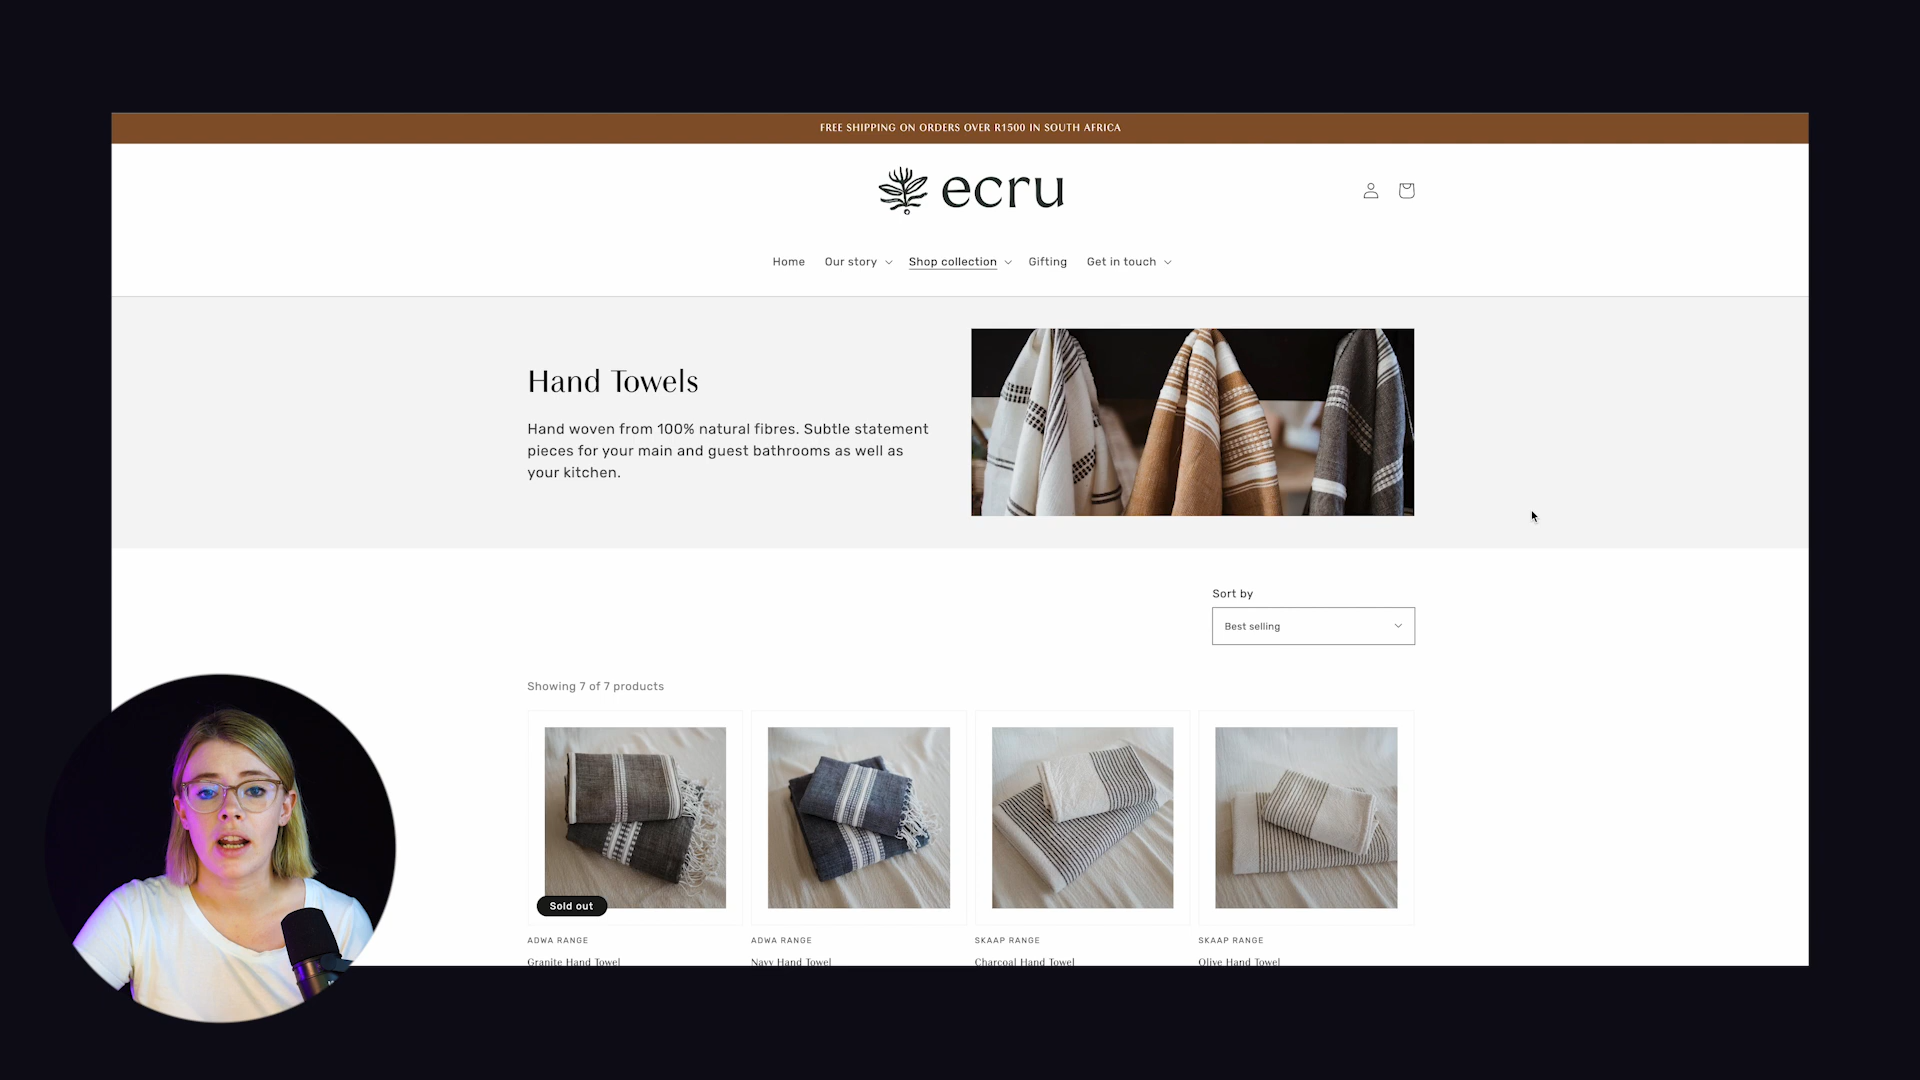 FREE SHIPPING ON ORDERS OVER R1500 IN SOUTH AFRICA
ecru
Home Our story Shop collection Gifting Get in touch
Hand Towels
Hand woven from 100% natural fibres. Subtle statement
pieces for your main and guest bathrooms as well as
your kitchen.
Sort by
Best selling
Showing 7 of 7 products
Sold out
ADWA RANGE ADWA RANGE SKAAP RANGE SKAAP RANGE
Granite Hand Towel Navy Hand Towel Charcoal Hand Towel Olive Hand Towel